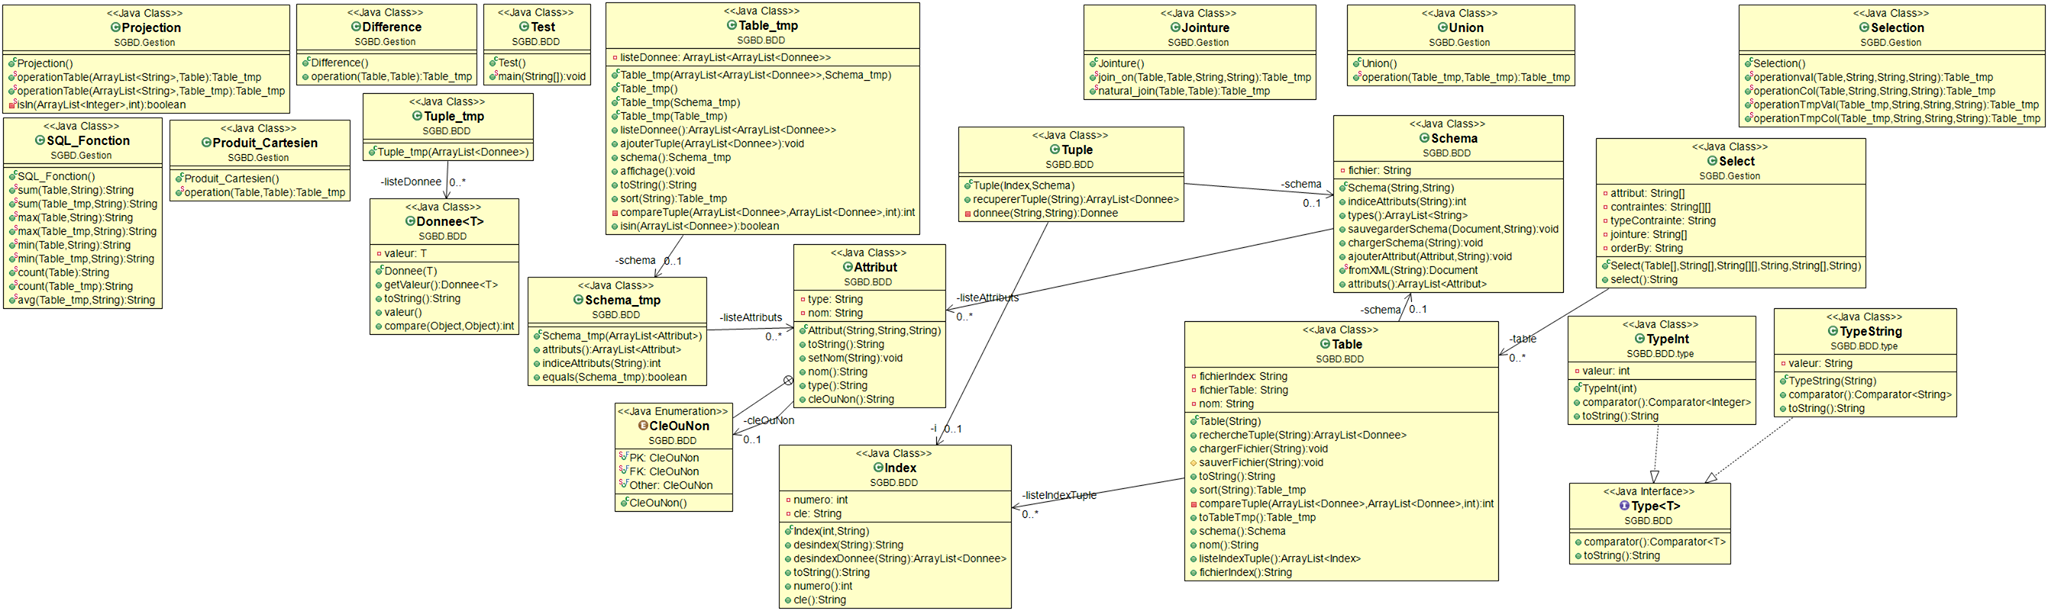 <<Java Class>>
Projection
SGBD.Gestion
Projection()
operationTable(ArrayList<String>,Table):Table_tmp
operationTable(ArrayList<String>,Table_tmp):Table_tmp
isIn(ArrayList<Integer>,int):boolean
<<Java Class>>
Difference
SGBD.Gestion
Difference()
operation(Table,Table):Table_tmp
<<Java Class>>
Test
SGBD.BDD
Test()
main(String[]):void
<<Java Class>>
Table_tmp
SGBD.BDD
listeDonnee: ArrayList<ArrayList<Donnee>>
Table_tmp(ArrayList<ArrayList<Donnee>>,Schema_tmp)
Table_tmp()
Table_tmp(Schema_tmp)
Table_tmp(Table_tmp)
listeDonnee():ArrayList<ArrayList<Donnee>>
ajouterTuple(ArrayList<Donnee>):void
schema():Schema_tmp
affichage():void
toString():String
sort(String):Table_tmp
compareTuple(ArrayList<Donnee>,ArrayList<Donnee>,int):int
isin(ArrayList<Donnee>):boolean
<<Java Class>>
Jointure
SGBD.Gestion
Jointure()
join_on(Table,Table,String,String):Table_tmp
natural_join(Table,Table):Table_tmp
<<Java Class>>
Union
SGBD.Gestion
Union()
operation(Table_tmp,Table_tmp):Table_tmp
<<Java Class>>
Selection
SGBD.Gestion
Selection()
operationval(Table,String,String,String):Table_tmp
operationCol(Table,String,String,String):Table_tmp
operationTmpVal(Table_tmp,String,String,String):Table_tmp
operationTmpCol(Table_tmp,String,String,String):Table_tmp
<<Java Class>>
SQL_Fonction
SGBD.Gestion
SQL_Fonction()
sum(Table,String):String
sum(Table_tmp,String):String
max(Table,String):String
max(Table_tmp,String):String
min(Table,String):String
min(Table_tmp,String):String
count(Table):String
count(Table_tmp):String
avg(Table_tmp,String):String
<<Java Class>>
Produit_Cartesien
SGBD.Gestion
Produit_Cartesien()
operation(Table,Table):Table_tmp
<<Java Class>>
Tuple_tmp
SGBD.BDD
Tuple_tmp(ArrayList<Donnee>)
-listeDonnee
0..*
<<Java Class>>
Donnee<T>
SGBD.BDD
valeur: T
Donnee(T)
getValeur():Donnee<T>
toString():String
valeur()
compare(Object,Object):int
-schema
0..1
<<Java Class>>
Schema_tmp
SGBD.BDD
Schema_tmp(ArrayList<Attribut>)
attributs():ArrayList<Attribut>
indiceAttributs(String):int
equals(Schema_tmp):boolean
-listeAttributs
0..*
<<Java Class>>
Attribut
SGBD.BDD
type: String
nom: String
Attribut(String,String,String)
toString():String
setNom(String):void
nom():String
type():String
cleOuNon():String
-cleOuNon
0..1
<<Java Enumeration>>
CleOuNon
SGBD.BDD
PK: CleOuNon
FK: CleOuNon
Other: CleOuNon
CleOuNon()
<<Java Class>>
Tuple
SGBD.BDD
Tuple(Index,Schema)
recupererTuple(String):ArrayList<Donnee>
donnee(String,String):Donnee
-schema
0..1
-i
0..1
<<Java Class>>
Schema
SGBD.BDD
fichier: String
Schema(String,String)
indiceAttributs(String):int
types():ArrayList<String>
sauvegarderSchema(Document,String):void
chargerSchema(String):void
ajouterAttribut(Attribut,String):void
fromXML(String):Document
attributs():ArrayList<Attribut>
-listeAttributs
0..*
<<Java Class>>
Select
SGBD.Gestion
attribut: String[]
contraintes: String[][]
typeContrainte: String
jointure: String[]
orderBy: String
Select(Table[],String[],String[][],String,String[],String)
select():String
-table
0..*
-schema
0..1
<<Java Class>>
Table
SGBD.BDD
fichierIndex: String
fichierTable: String
nom: String
Table(String)
rechercheTuple(String):ArrayList<Donnee>
chargerFichier(String):void
sauverFichier(String):void
toString():String
sort(String):Table_tmp
compareTuple(ArrayList<Donnee>,ArrayList<Donnee>,int):int
toTableTmp():Table_tmp
schema():Schema
nom():String
listeIndexTuple():ArrayList<Index>
fichierIndex():String
-listeIndexTuple
0..*
<<Java Class>>
Index
SGBD.BDD
numero: int
cle: String
Index(int,String)
desindex(String):String
desindexDonnee(String):ArrayList<Donnee>
toString():String
numero():int
cle():String
<<Java Class>>
TypeInt
SGBD.BDD.type
valeur: int
TypeInt(int)
comparator():Comparator<Integer>
toString():String
<<Java Class>>
TypeString
SGBD.BDD.type
valeur: String
TypeString(String)
comparator():Comparator<String>
toString():String
<<Java Interface>>
Type<T>
SGBD.BDD
comparator():Comparator<T>
toString():String